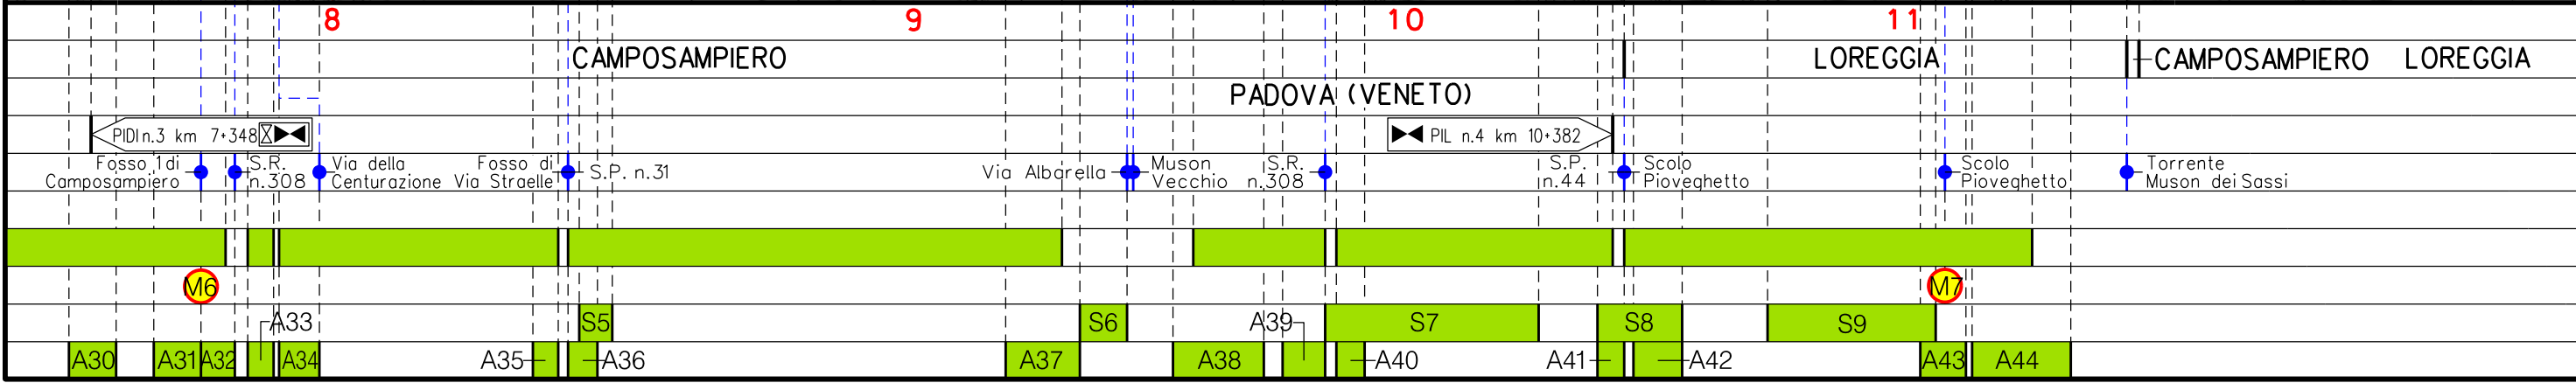 8 9 10 11
CAMPOSAMPIERO LOREGGIA CAMPOSAMPIERO LOREGGIA
PADOVA (VENETO)
PIDI n.3 km 7+348 PIL n.4 km 10+382
Fosso 1 di
Camposampiero
S.R.
n.308
Via della
Centurazione
Fosso di
Via Straelle
S.P. n.31
Via Albarella
Muson
Vecchio
S.R.
n.308
S.P.
n.44
Scolo
Pioveghetto
Scolo
Pioveghetto
Torrente
Muson dei Sassi
M6 M7
A33 S5 S6 A39 S7 S8 S9
A30 A31 A32 A34 A35 A36 A37 A38 A40 A41 A42 A43 A44